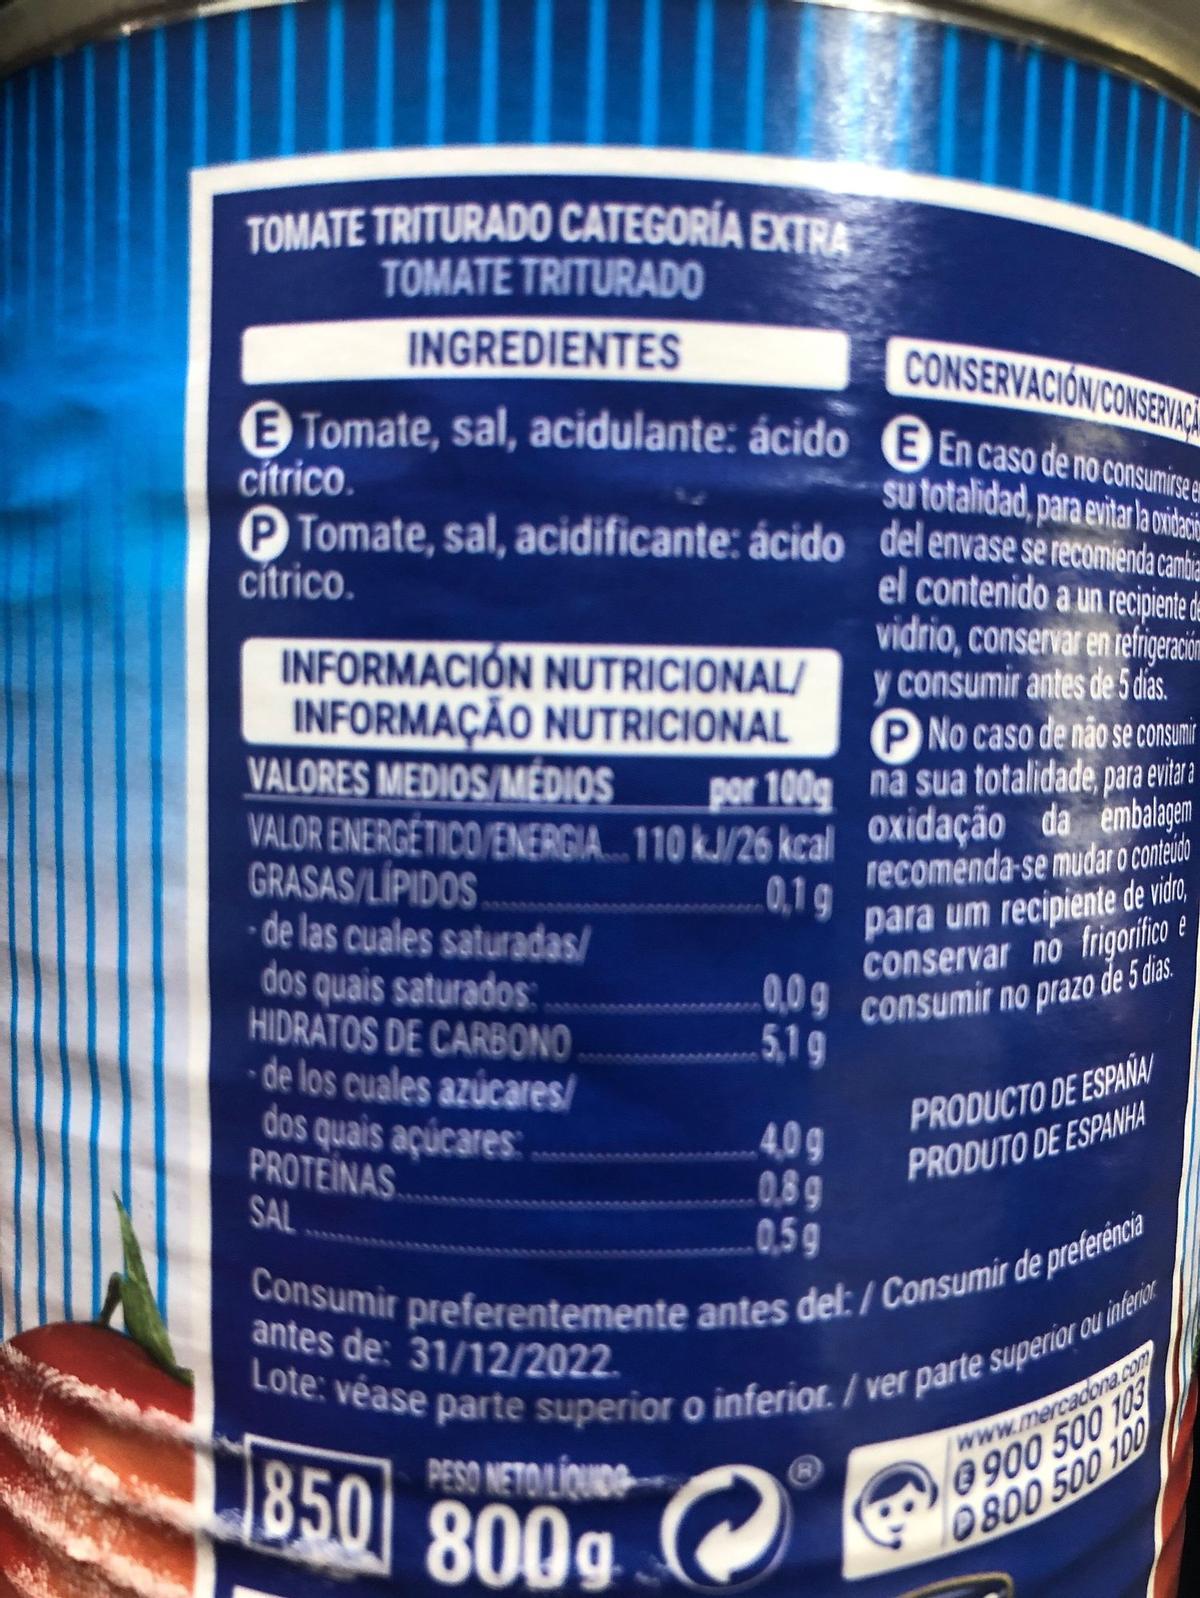 TOMATE TRITURADO CATEGORÍA EXTRA
TOMATE TRITURADO
INGREDIENTES
E Tomate, sal, acidulante: ácido
cítrico.
P Tomate, sal, acidificante: ácido
cítrico.
INFORMACIÓN NUTRICIONAL/
INFORMAÇÃO NUTRICIONAL
VALORES MEDIOS/MÉDIOS por 100g
VALOR ENERGÉTICO/ENERGIA... 110 kJ/26 kcal
GRASAS/LÍPIDOS 0,1 g
- de las cuales saturadas/
dos quais saturados: 0,0 g
HIDRATOS DE CARBONO 5,1 g
- de los cuales azúcares/
dos quais açúcares: 4,0 g
PROTEÍNAS 0,8 g
SAL 0,5 g
CONSERVACIÓN/CONSERVAÇÃ
E En caso de no consumirse e
su totalidad, para evitar la oxidació
del envase se recomienda cambia
el contenido a un recipiente de
vidrio, conservar en refrigeración
y consumir antes de 5 días.
P No caso de não se consumir
na sua totalidade, para evitar a
oxidação da embalagem
recomenda-se mudar o conteúdo
para um recipiente de vidro,
conservar no frigorífico e
consumir no prazo de 5 dias.
PRODUCTO DE ESPAÑA/
PRODUTO DE ESPANHA
Consumir preferentemente antes del: / Consumir de preferência
antes de: 31/12/2022.
Lote: véase parte superior o inferior. / ver parte superior ou inferior.
850
PESO NETO/LÍQUIDO
800g
®
www.mercadona.com
E 900 500 103
P 800 500 100